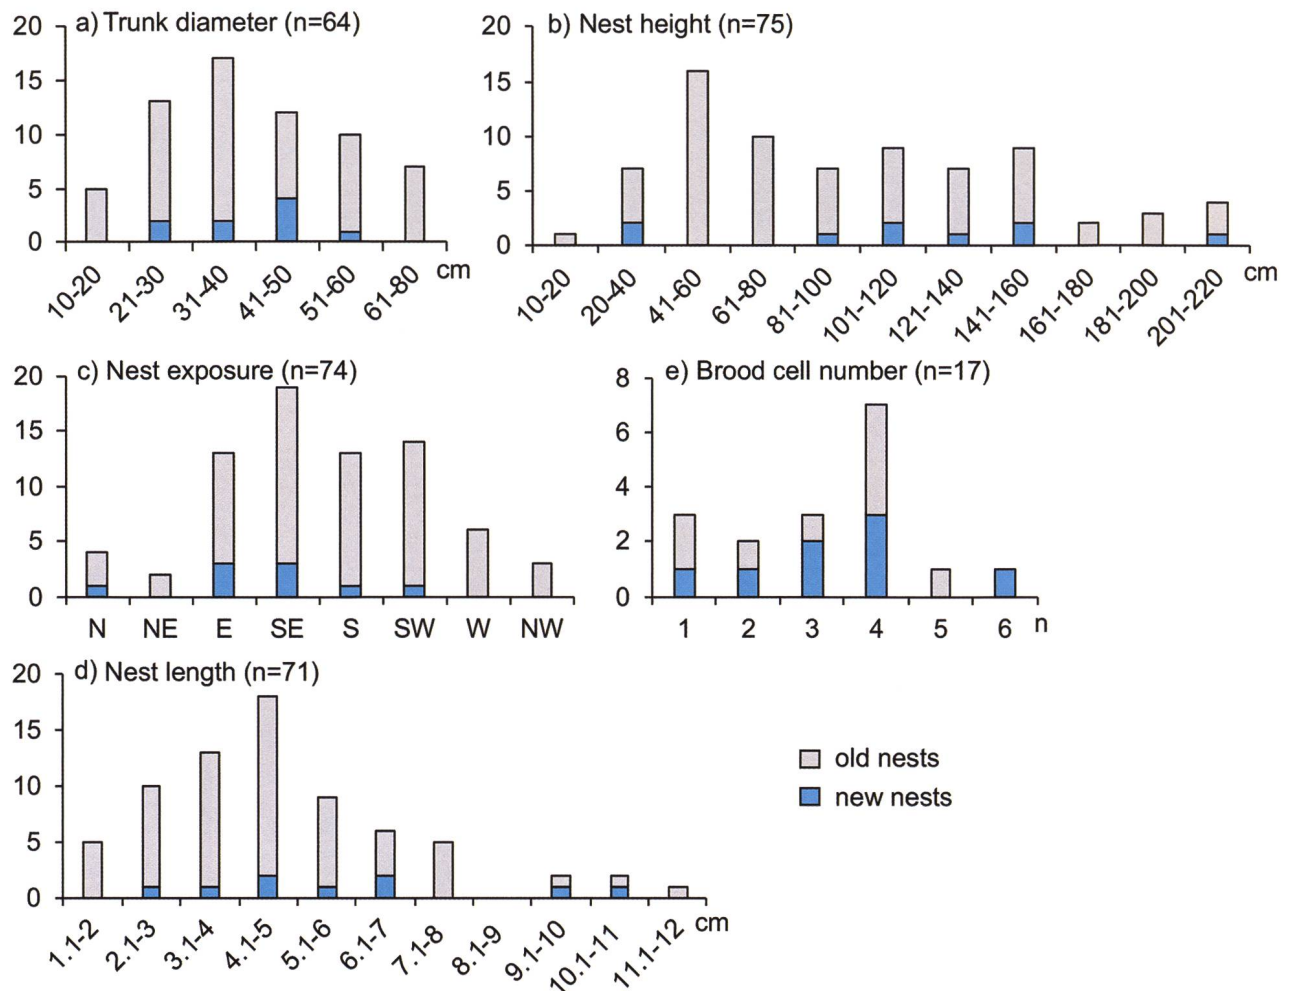 a) Trunk diameter (n=64)
20
15
10
5
0
10-20 21-30 31-40 41-50 51-60 61-80 cm
b) Nest height (n=75)
20
15
10
5
0
10-20 20-40 41-60 61-80 81-100 101-120 121-140 141-160 161-180 181-200 201-220 cm
c) Nest exposure (n=74)
20
15
10
5
0
N NE E SE S SW W NW
e) Brood cell number (n=17)
8
6
4
2
0
1 2 3 4 5 6 n
d) Nest length (n=71)
20
15
10
5
0
1.1-2 2.1-3 3.1-4 4.1-5 5.1-6 6.1-7 7.1-8 8.1-9 9.1-10 10.1-11 11.1-12 cm
old nests
new nests